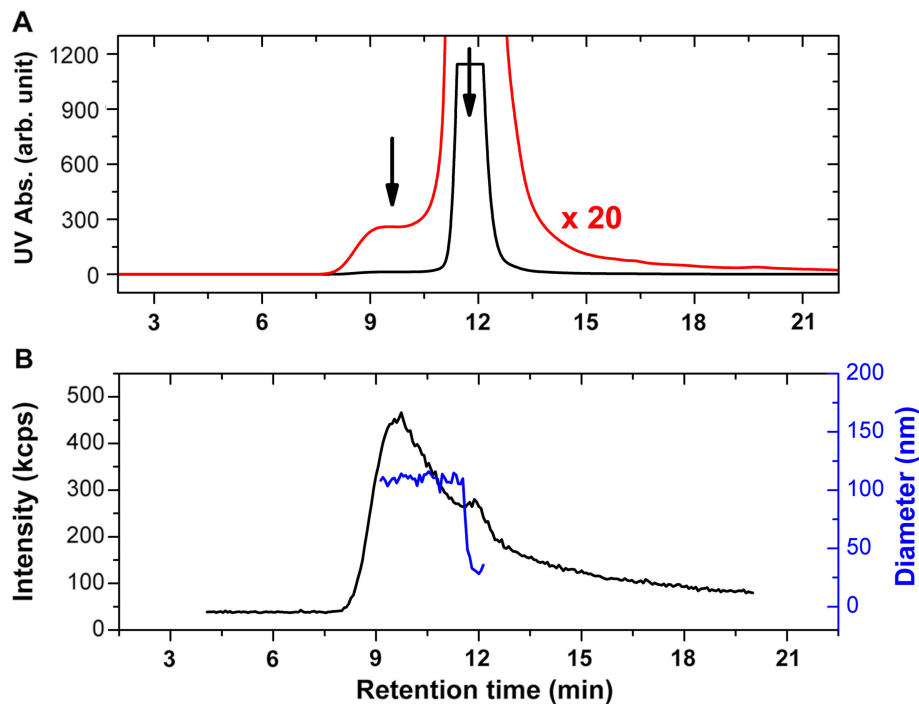 A
UV Abs. (arb. unit)
1200
900
600
300
0
x 20
3 6 9 12 15 18 21
B
Intensity (kcps)
500
400
300
200
100
0
200
150
100
50
0
Diameter (nm)
3 6 9 12 15 18 21
Retention time (min)